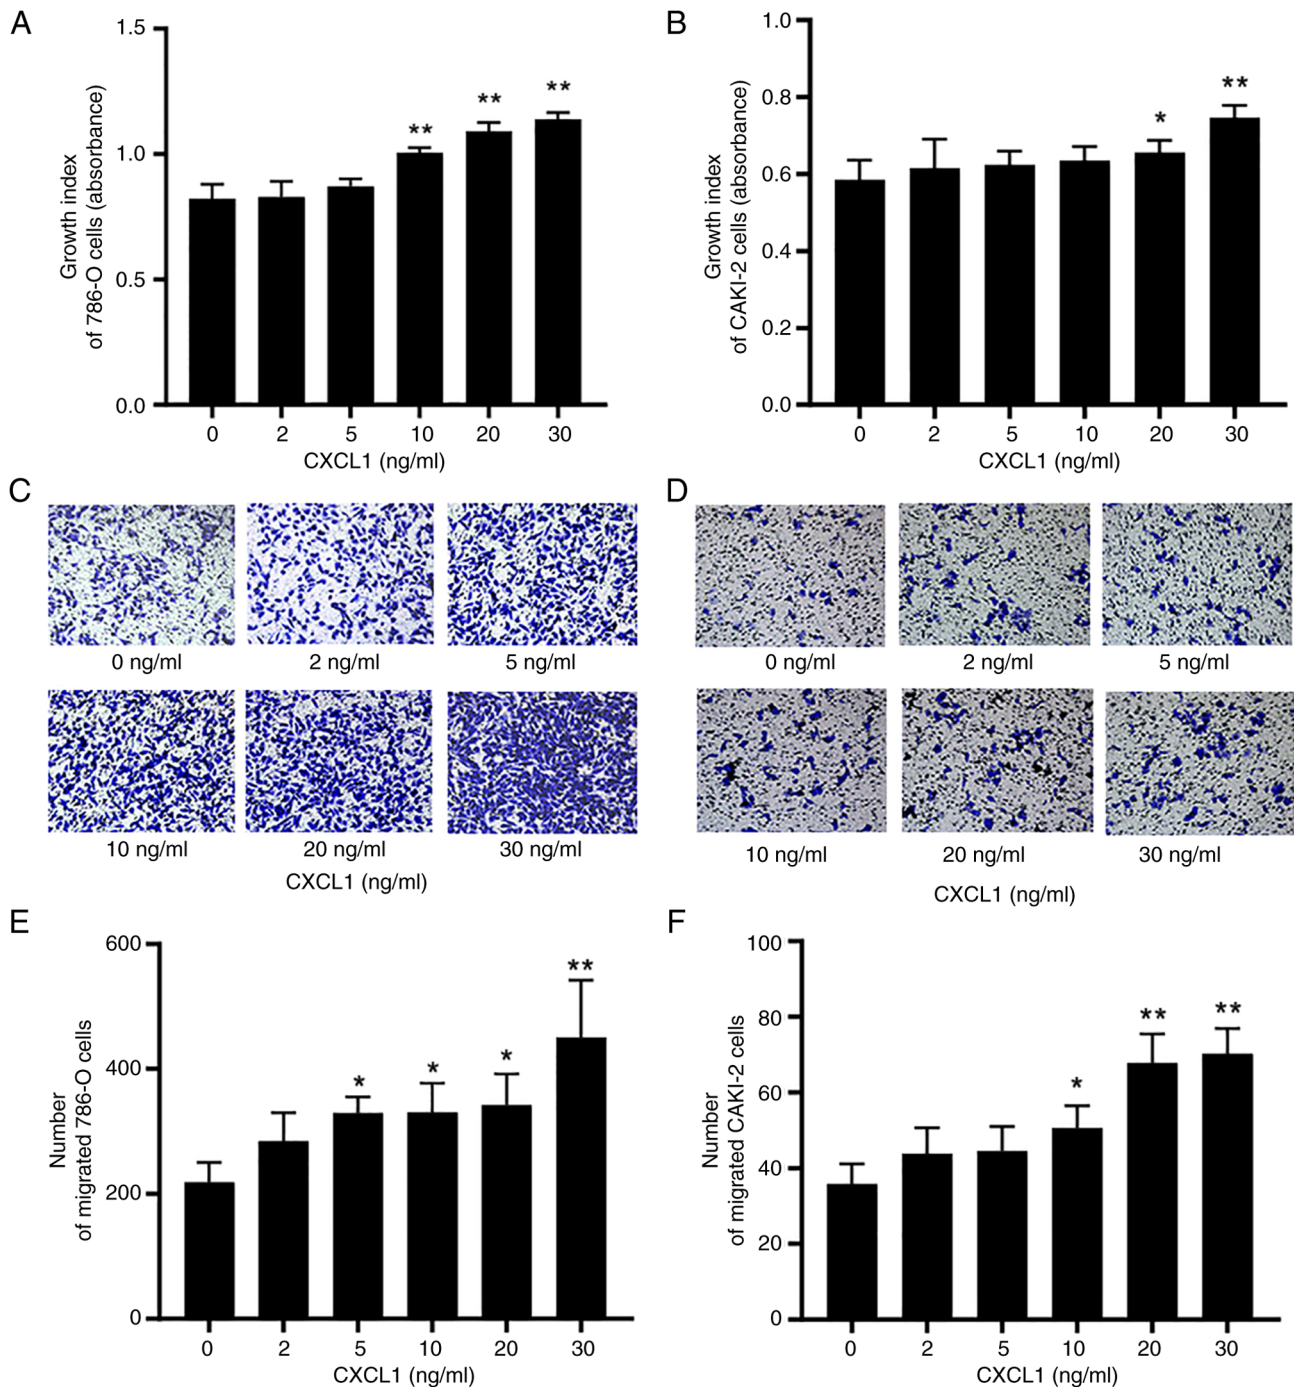 A
Growth index
of 786-O cells (absorbance)
1.5
1.0
0.5
0.0
** ** **
0 2 5 10 20 30
CXCL1 (ng/ml)
B
Growth index
of CAKI-2 cells (absorbance)
1.0
0.8
0.6
0.4
0.2
0.0
* **
0 2 5 10 20 30
CXCL1 (ng/ml)
C
0 ng/ml 2 ng/ml 5 ng/ml
10 ng/ml 20 ng/ml 30 ng/ml
CXCL1 (ng/ml)
D
0 ng/ml 2 ng/ml 5 ng/ml
10 ng/ml 20 ng/ml 30 ng/ml
CXCL1 (ng/ml)
E
Number
of migrated 786-O cells
600
400
200
0
* * * **
0 2 5 10 20 30
CXCL1 (ng/ml)
F
Number
of migrated CAKI-2 cells
100
80
60
40
20
0
* ** **
0 2 5 10 20 30
CXCL1 (ng/ml)